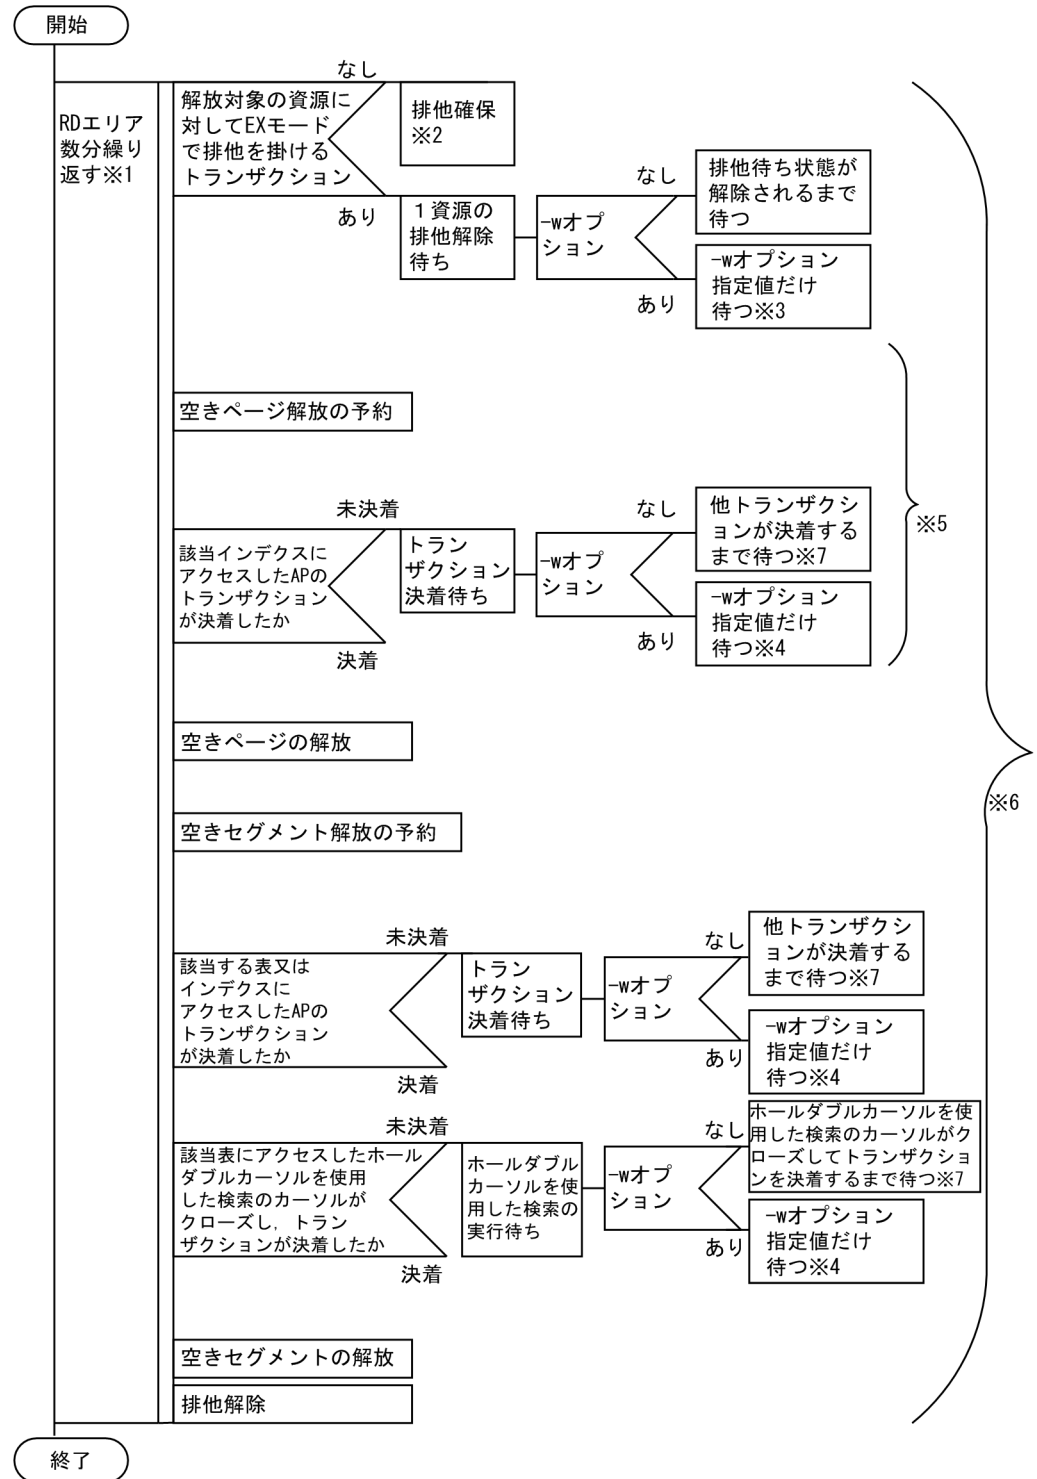 開始
RDエリア
数分繰り
返す※1
なし
解放対象の資源に
対してEXモード
で排他を掛ける
トランザクション
あり
排他確保
※2
1資源の
排他解除
待ち
-wオプ
ション
なし
排他待ち状態が
解除されるまで
待つ
あり
-wオプション
指定値だけ
待つ※3
空きページ解放の予約
未決着
該当インデクスに
アクセスしたAPの
トランザクション
が決着したか
決着
トラン
ザクション
決着待ち
-wオプ
ション
なし
他トランザクシ
ョンが決着する
まで待つ※7
あり
-wオプション
指定値だけ
待つ※4
※5
空きページの解放
空きセグメント解放の予約
※6
未決着
該当する表又は
インデクスに
アクセスしたAPの
トランザクション
が決着したか
決着
トラン
ザクション
決着待ち
-wオプ
ション
なし
他トランザクシ
ョンが決着する
まで待つ※7
あり
-wオプション
指定値だけ
待つ※4
未決着
該当表にアクセスしたホール
ダブルカーソルを使用
した検索のカーソルが
クローズし,トラン
ザクションが決着したか
決着
ホールダブル
カーソルを使
用した検索の
実行待ち
-wオプ
ション
なし
ホールダブルカーソルを使
用した検索のカーソルがク
ローズしてトランザクショ
ンを決着するまで待つ※7
あり
-wオプション
指定値だけ
待つ※4
空きセグメントの解放
排他解除
終了